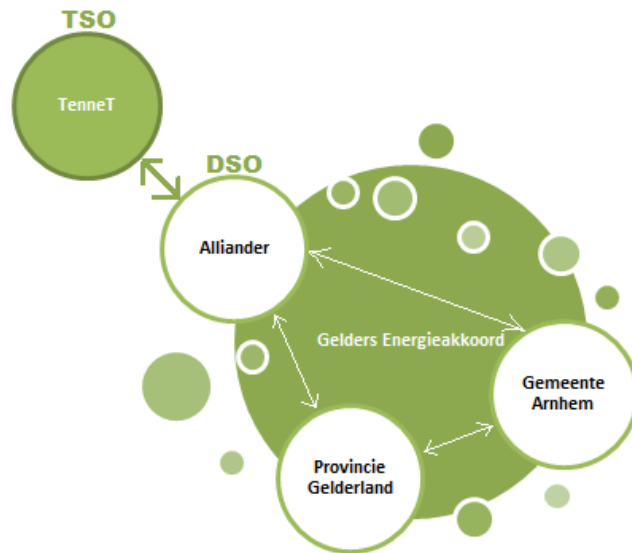 TSO
TenneT
DSO
Alliander
Gelders Energieakkoord
Gemeente
Arnhem
Provincie
Gelderland